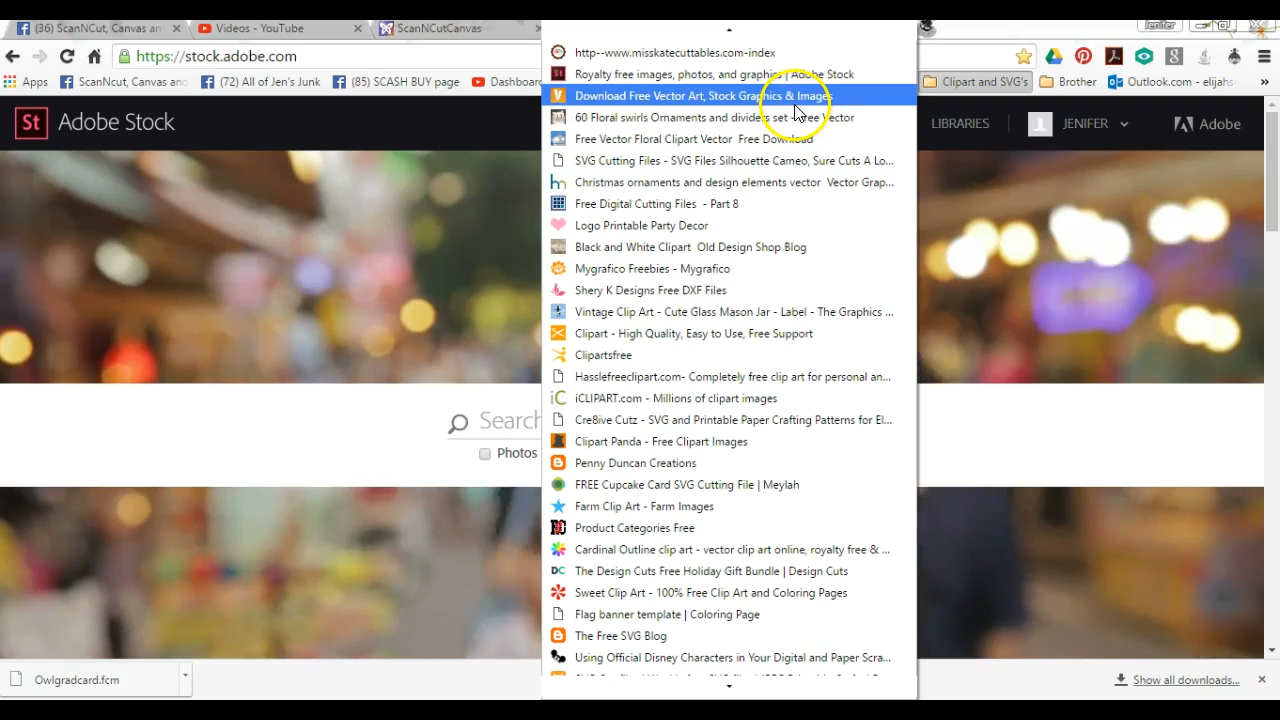 (36) ScanNCut, Canvas an
Videos - YouTube
ScanNCutCanvas
Jenifer
https://stock.adobe.com
Apps
ScanNcut, Canvas and
(72) All of Jen's Junk
(85) SCASH BUY page
Dashboar
Clipart and SVG's
Brother
Outlook.com - elijahs
St Adobe Stock
LIBRARIES
JENIFER
Adobe
http--www.misskatecuttables.com-index
Royalty free images, photos, and graphics | Adobe Stock
Download Free Vector Art, Stock Graphics & Images
60 Floral swirls Ornaments and dividers set - Free Vector
Free Vector Floral Clipart Vector Free Download
SVG Cutting Files - SVG Files Silhouette Cameo, Sure Cuts A Lo...
Christmas ornaments and design elements vector Vector Grap...
Free Digital Cutting Files - Part 8
Logo Printable Party Decor
Black and White Clipart Old Design Shop Blog
Mygrafico Freebies - Mygrafico
Shery K Designs Free DXF Files
Vintage Clip Art - Cute Glass Mason Jar - Label - The Graphics ...
Clipart - High Quality, Easy to Use, Free Support
Clipartsfree
Hasslefreeclipart.com- Completely free clip art for personal an...
iCLIPART.com - Millions of clipart images
Cre8ive Cutz - SVG and Printable Paper Crafting Patterns for El...
Clipart Panda - Free Clipart Images
Penny Duncan Creations
FREE Cupcake Card SVG Cutting File | Meylah
Farm Clip Art - Farm Images
Product Categories Free
Cardinal Outline clip art - vector clip art online, royalty free & ...
The Design Cuts Free Holiday Gift Bundle | Design Cuts
Sweet Clip Art - 100% Free Clip Art and Coloring Pages
Flag banner template | Coloring Page
The Free SVG Blog
Using Official Disney Characters in Your Digital and Paper Scra...
Search
Photos
Owlgradcard.fcm
Show all downloads...